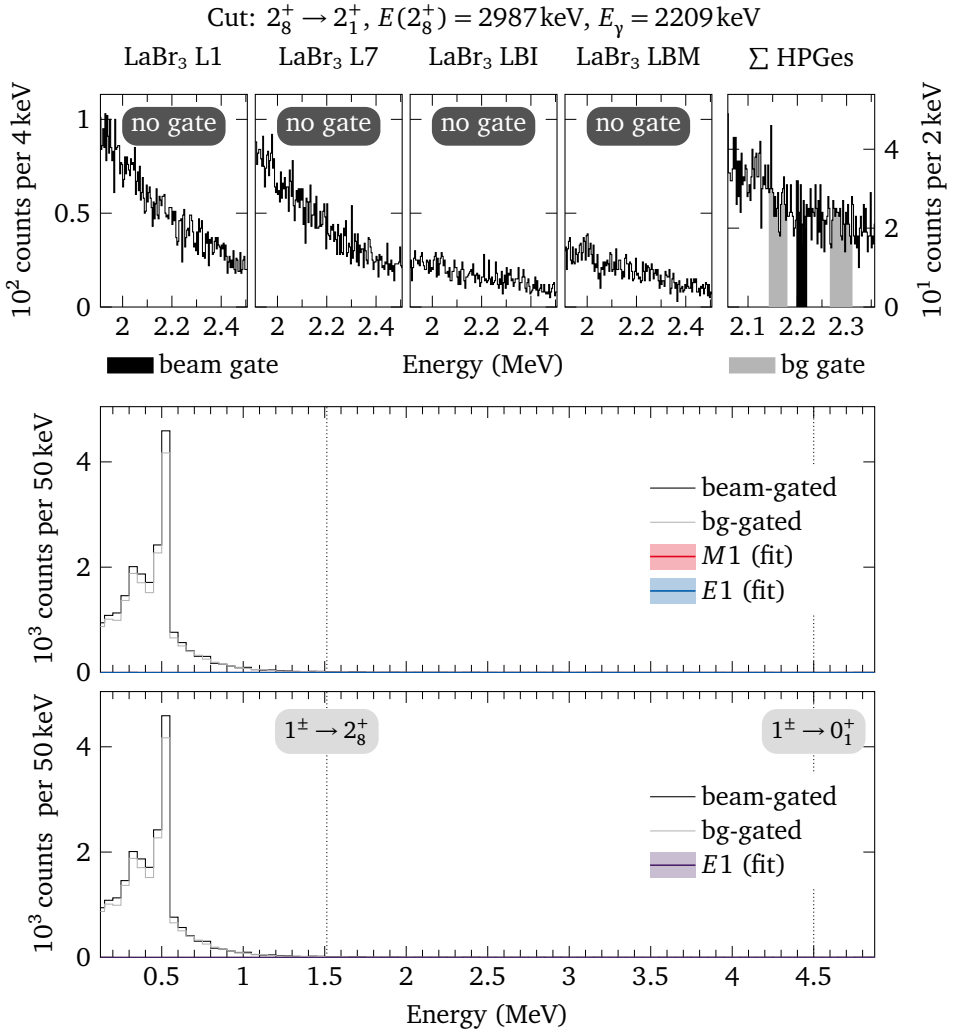 Cut: 2₈⁺ → 2₁⁺, E(2₈⁺) = 2987 keV, Eᵧ = 2209 keV
LaBr₃ L1 LaBr₃ L7 LaBr₃ LBI LaBr₃ LBM ∑ HPGes
no gate no gate no gate no gate
10² counts per 4 keV
1
0.5
0
4
2
0
10¹ counts per 2 keV
2 2.2 2.4 2 2.2 2.4 2 2.2 2.4 2 2.2 2.4 2.1 2.2 2.3
beam gate Energy (MeV) bg gate
10³ counts per 50 keV
4
2
0
beam-gated
bg-gated
M1 (fit)
E1 (fit)
10³ counts per 50 keV
4
2
0
1± → 2₈⁺ 1± → 0₁⁺
beam-gated
bg-gated
E1 (fit)
0.5 1 1.5 2 2.5 3 3.5 4 4.5
Energy (MeV)